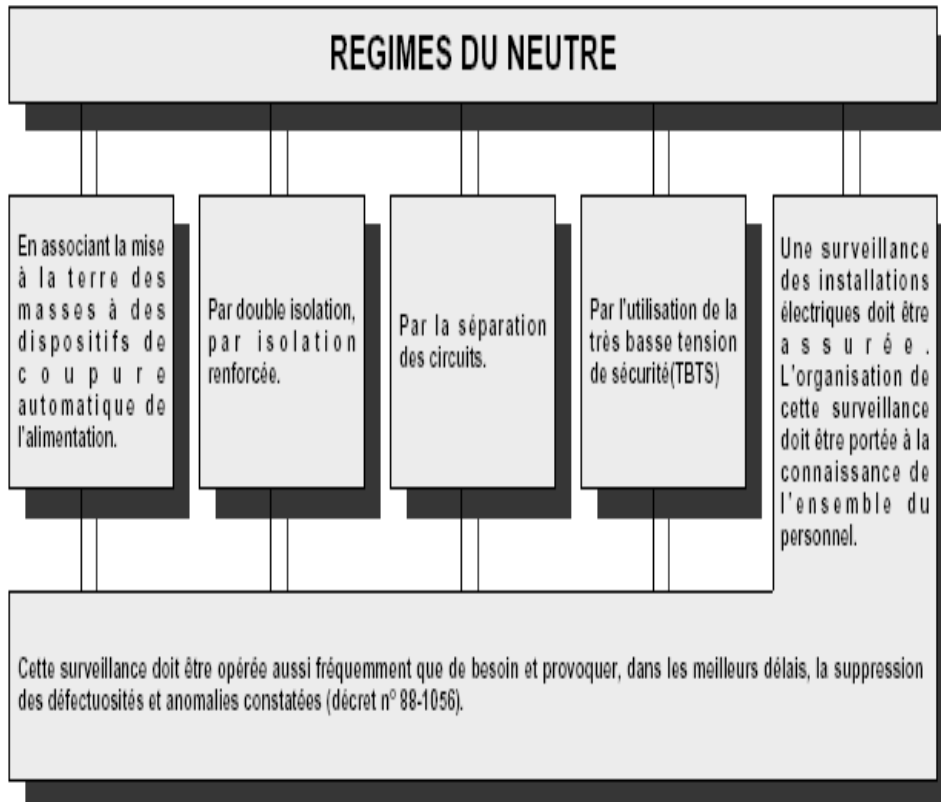 REGIMES DU NEUTRE
En associant la mise
à la terre des
masses à des
dispositifs de
coupure
automatique de
l'alimentation.
Par double isolation,
par isolation
renforcée.
Par la séparation
des circuits.
Par l'utilisation de la
très basse tension
de sécurité(TBTS)
Une surveillance
des installations
électriques doit être
assurée.
L'organisation de
cette surveillance
doit être portée à la
connaissance de
l'ensemble du
personnel.
Cette surveillance doit être opérée aussi fréquemment que de besoin et provoquer, dans les meilleurs délais, la suppression
des défectuosités et anomalies constatées (décret n° 88-1056).